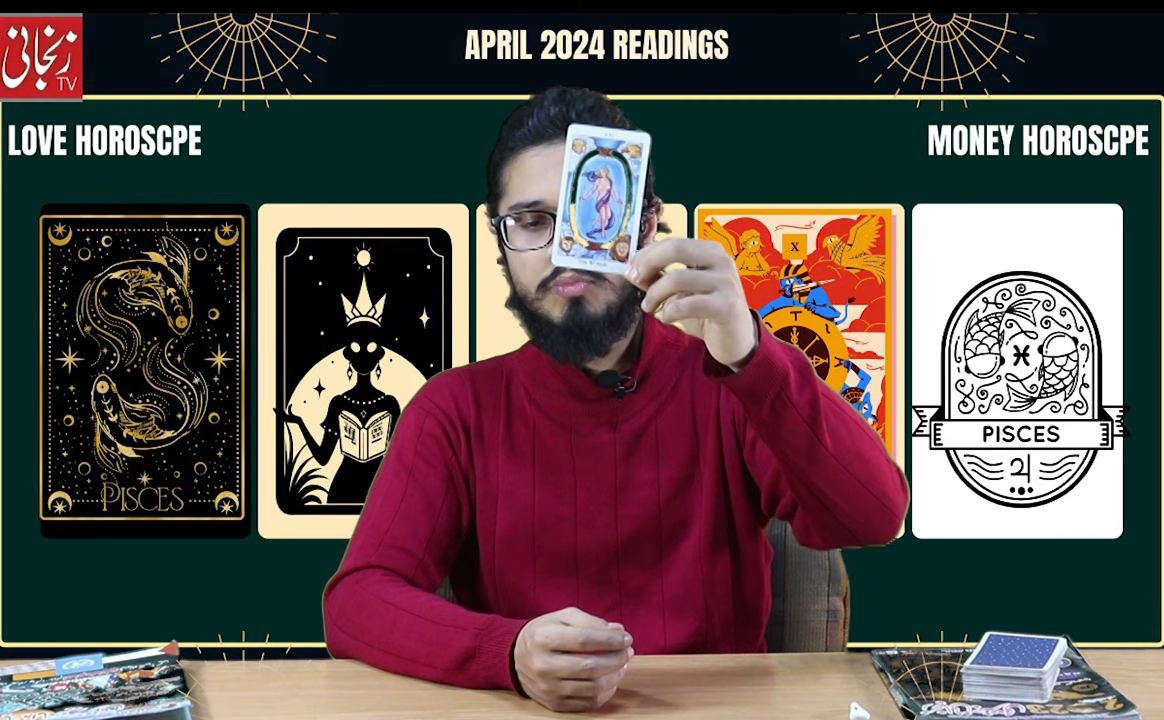 زنجانی
TV
APRIL 2024 READINGS
LOVE HOROSCPE
MONEY HOROSCPE
X
PISCES
PISCES